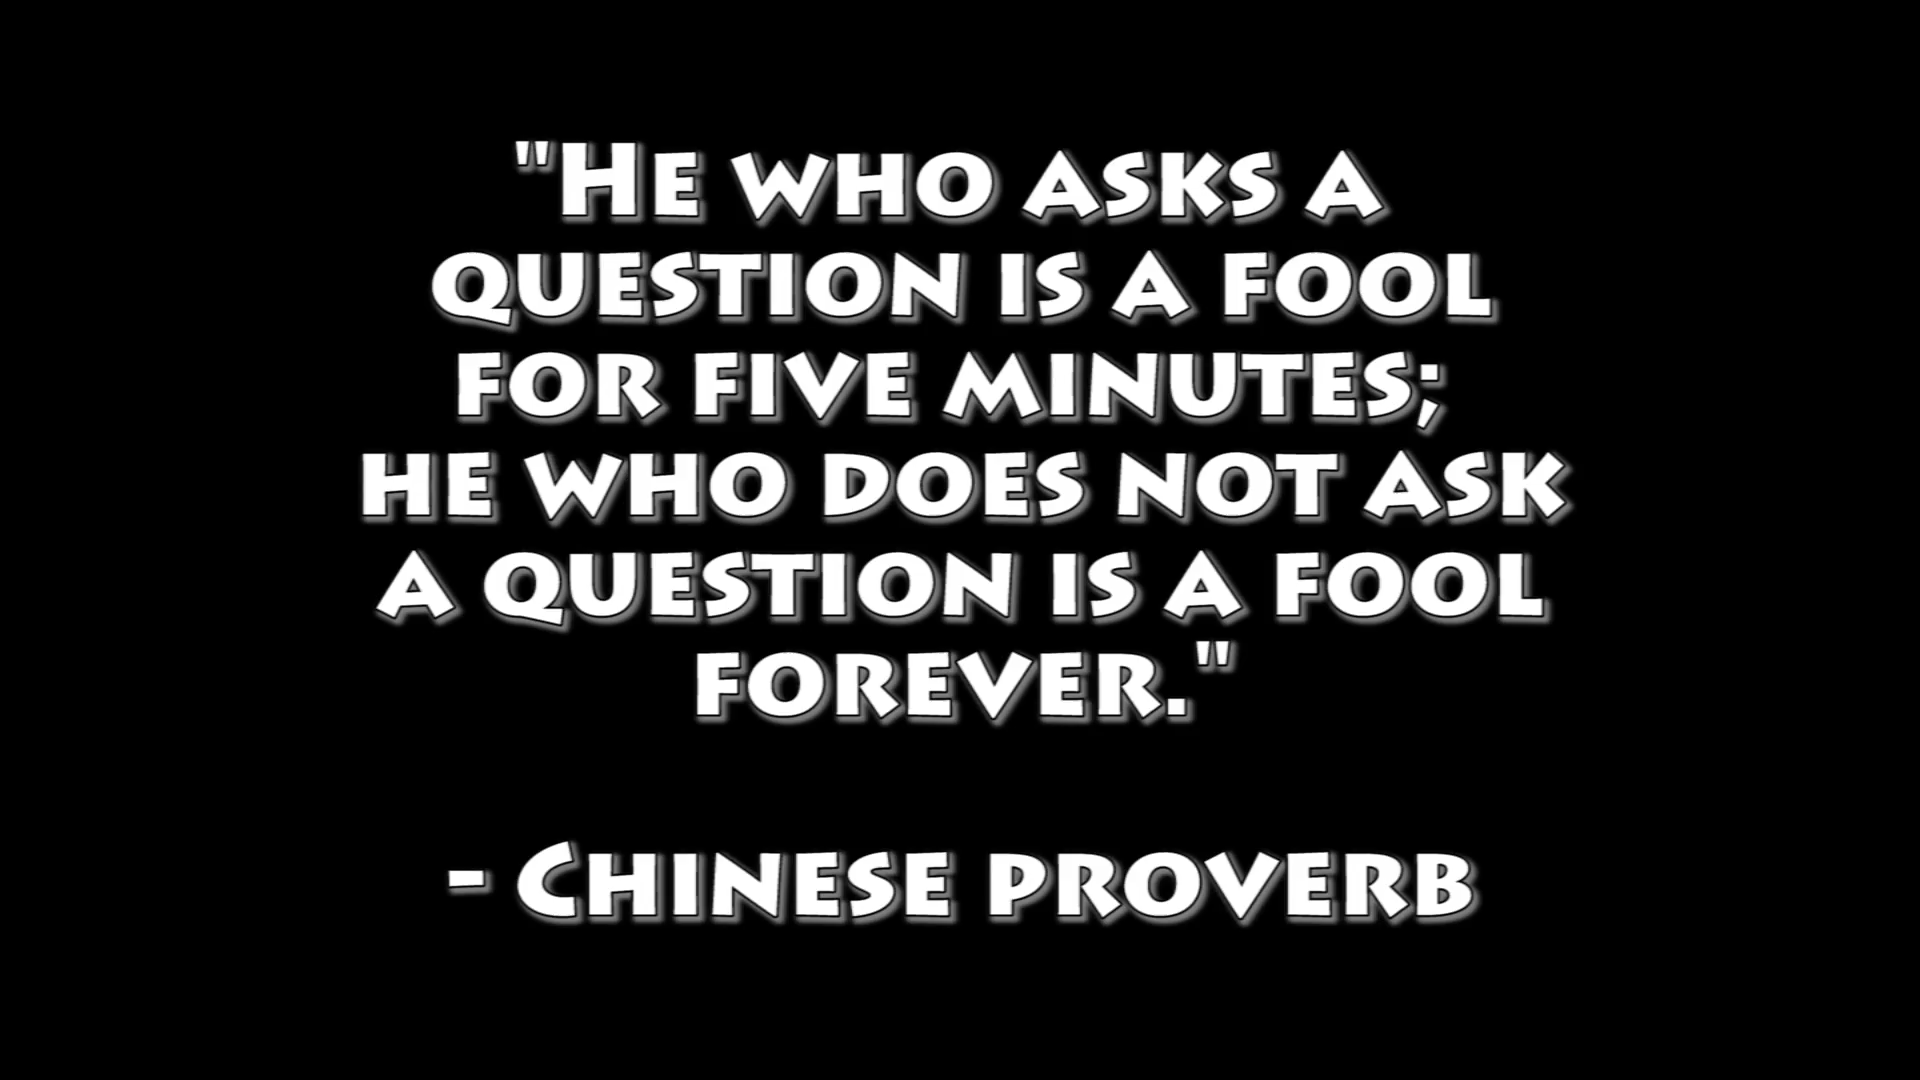 "He who asks a
question is a fool
for five minutes;
he who does not ask
a question is a fool
forever."
- Chinese proverb